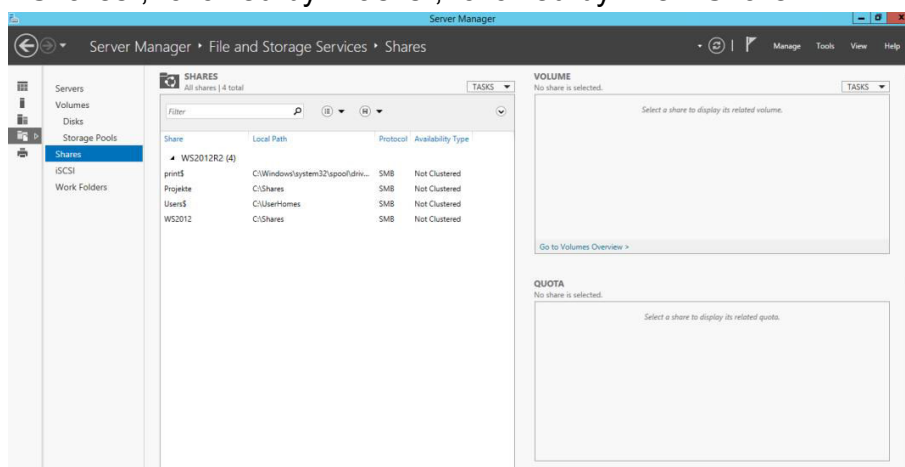 Server Manager
Server Manager ‣ File and Storage Services ‣ Shares
Manage Tools View Help
Servers
Volumes
Disks
Storage Pools
Shares
iSCSI
Work Folders
SHARES
All shares | 4 total
TASKS
Filter
Share Local Path Protocol Availability Type
WS2012R2 (4)
print$ C:\Windows\system32\spool\driv... SMB Not Clustered
Projekte C:\Shares SMB Not Clustered
Users$ C:\UserHomes SMB Not Clustered
WS2012 C:\Shares SMB Not Clustered
VOLUME
No share is selected.
TASKS
Select a share to display its related volume.
Go to Volumes Overview >
QUOTA
No share is selected.
Select a share to display its related quota.